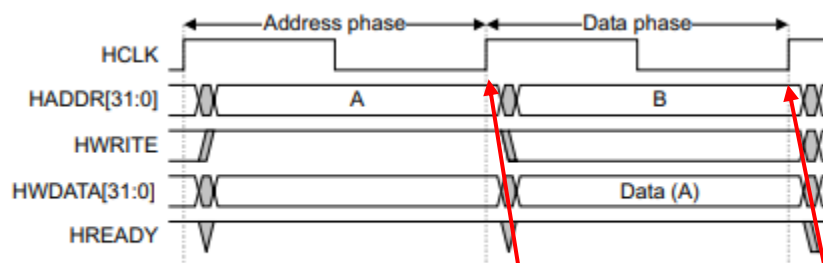 Address phase Data phase
HCLK
HADDR[31:0] A B
HWRITE
HWDATA[31:0] Data (A)
HREADY